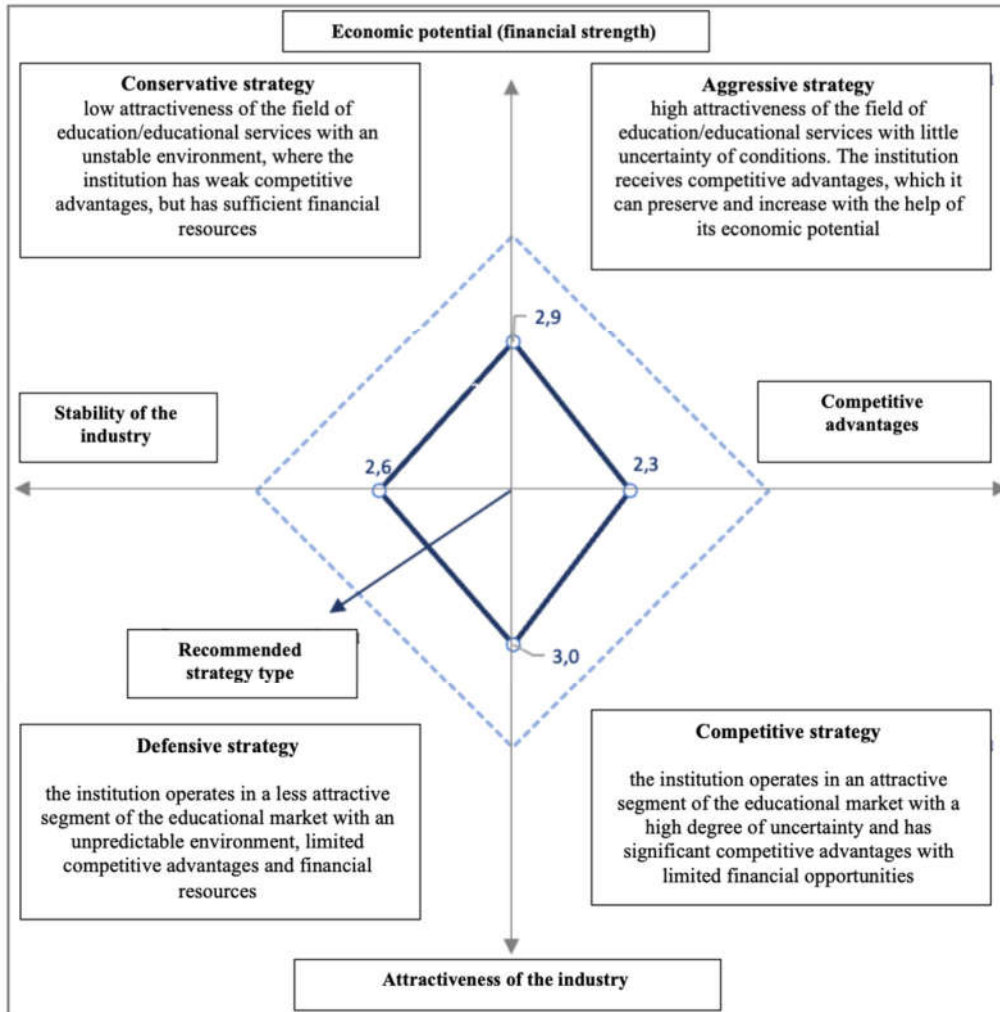 Economic potential (financial strength)
Conservative strategy
low attractiveness of the field of
education/educational services with an
unstable environment, where the
institution has weak competitive
advantages, but has sufficient financial
resources
Aggressive strategy
high attractiveness of the field of
education/educational services with little
uncertainty of conditions. The institution
receives competitive advantages, which it
can preserve and increase with the help of
its economic potential
2,9
Stability of the
industry
Competitive
advantages
2,6
2,3
Recommended
strategy type
3,0
Defensive strategy
the institution operates in a less attractive
segment of the educational market with an
unpredictable environment, limited
competitive advantages and financial
resources
Competitive strategy
the institution operates in an attractive
segment of the educational market with a
high degree of uncertainty and has
significant competitive advantages with
limited financial opportunities
Attractiveness of the industry